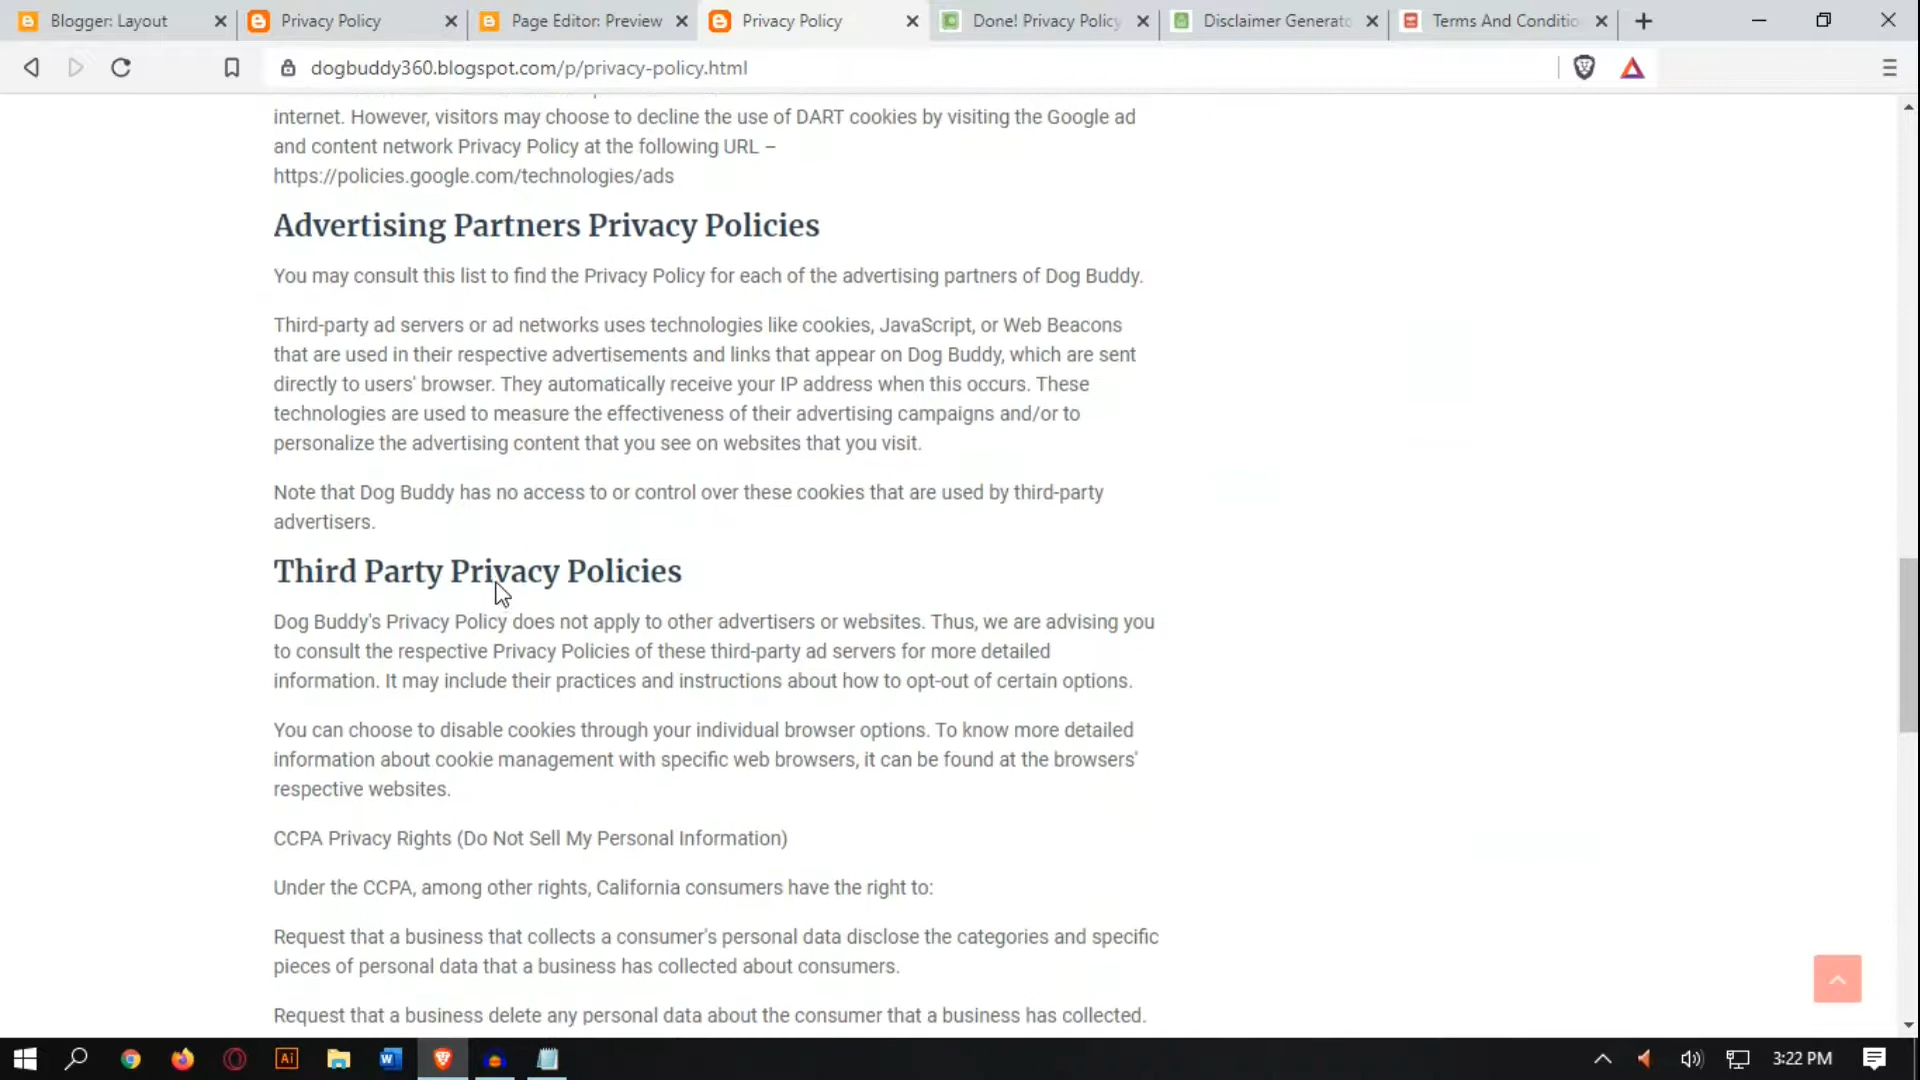 Blogger: Layout
Privacy Policy
Page Editor: Preview
Privacy Policy
Done! Privacy Policy
Disclaimer Generato
Terms And Conditio
dogbuddy360.blogspot.com/p/privacy-policy.html
internet. However, visitors may choose to decline the use of DART cookies by visiting the Google ad
and content network Privacy Policy at the following URL –
https://policies.google.com/technologies/ads
Advertising Partners Privacy Policies
You may consult this list to find the Privacy Policy for each of the advertising partners of Dog Buddy.
Third-party ad servers or ad networks uses technologies like cookies, JavaScript, or Web Beacons
that are used in their respective advertisements and links that appear on Dog Buddy, which are sent
directly to users' browser. They automatically receive your IP address when this occurs. These
technologies are used to measure the effectiveness of their advertising campaigns and/or to
personalize the advertising content that you see on websites that you visit.
Note that Dog Buddy has no access to or control over these cookies that are used by third-party
advertisers.
Third Party Privacy Policies
Dog Buddy's Privacy Policy does not apply to other advertisers or websites. Thus, we are advising you
to consult the respective Privacy Policies of these third-party ad servers for more detailed
information. It may include their practices and instructions about how to opt-out of certain options.
You can choose to disable cookies through your individual browser options. To know more detailed
information about cookie management with specific web browsers, it can be found at the browsers'
respective websites.
CCPA Privacy Rights (Do Not Sell My Personal Information)
Under the CCPA, among other rights, California consumers have the right to:
Request that a business that collects a consumer's personal data disclose the categories and specific
pieces of personal data that a business has collected about consumers.
Request that a business delete any personal data about the consumer that a business has collected.
Ai
W
3:22 PM